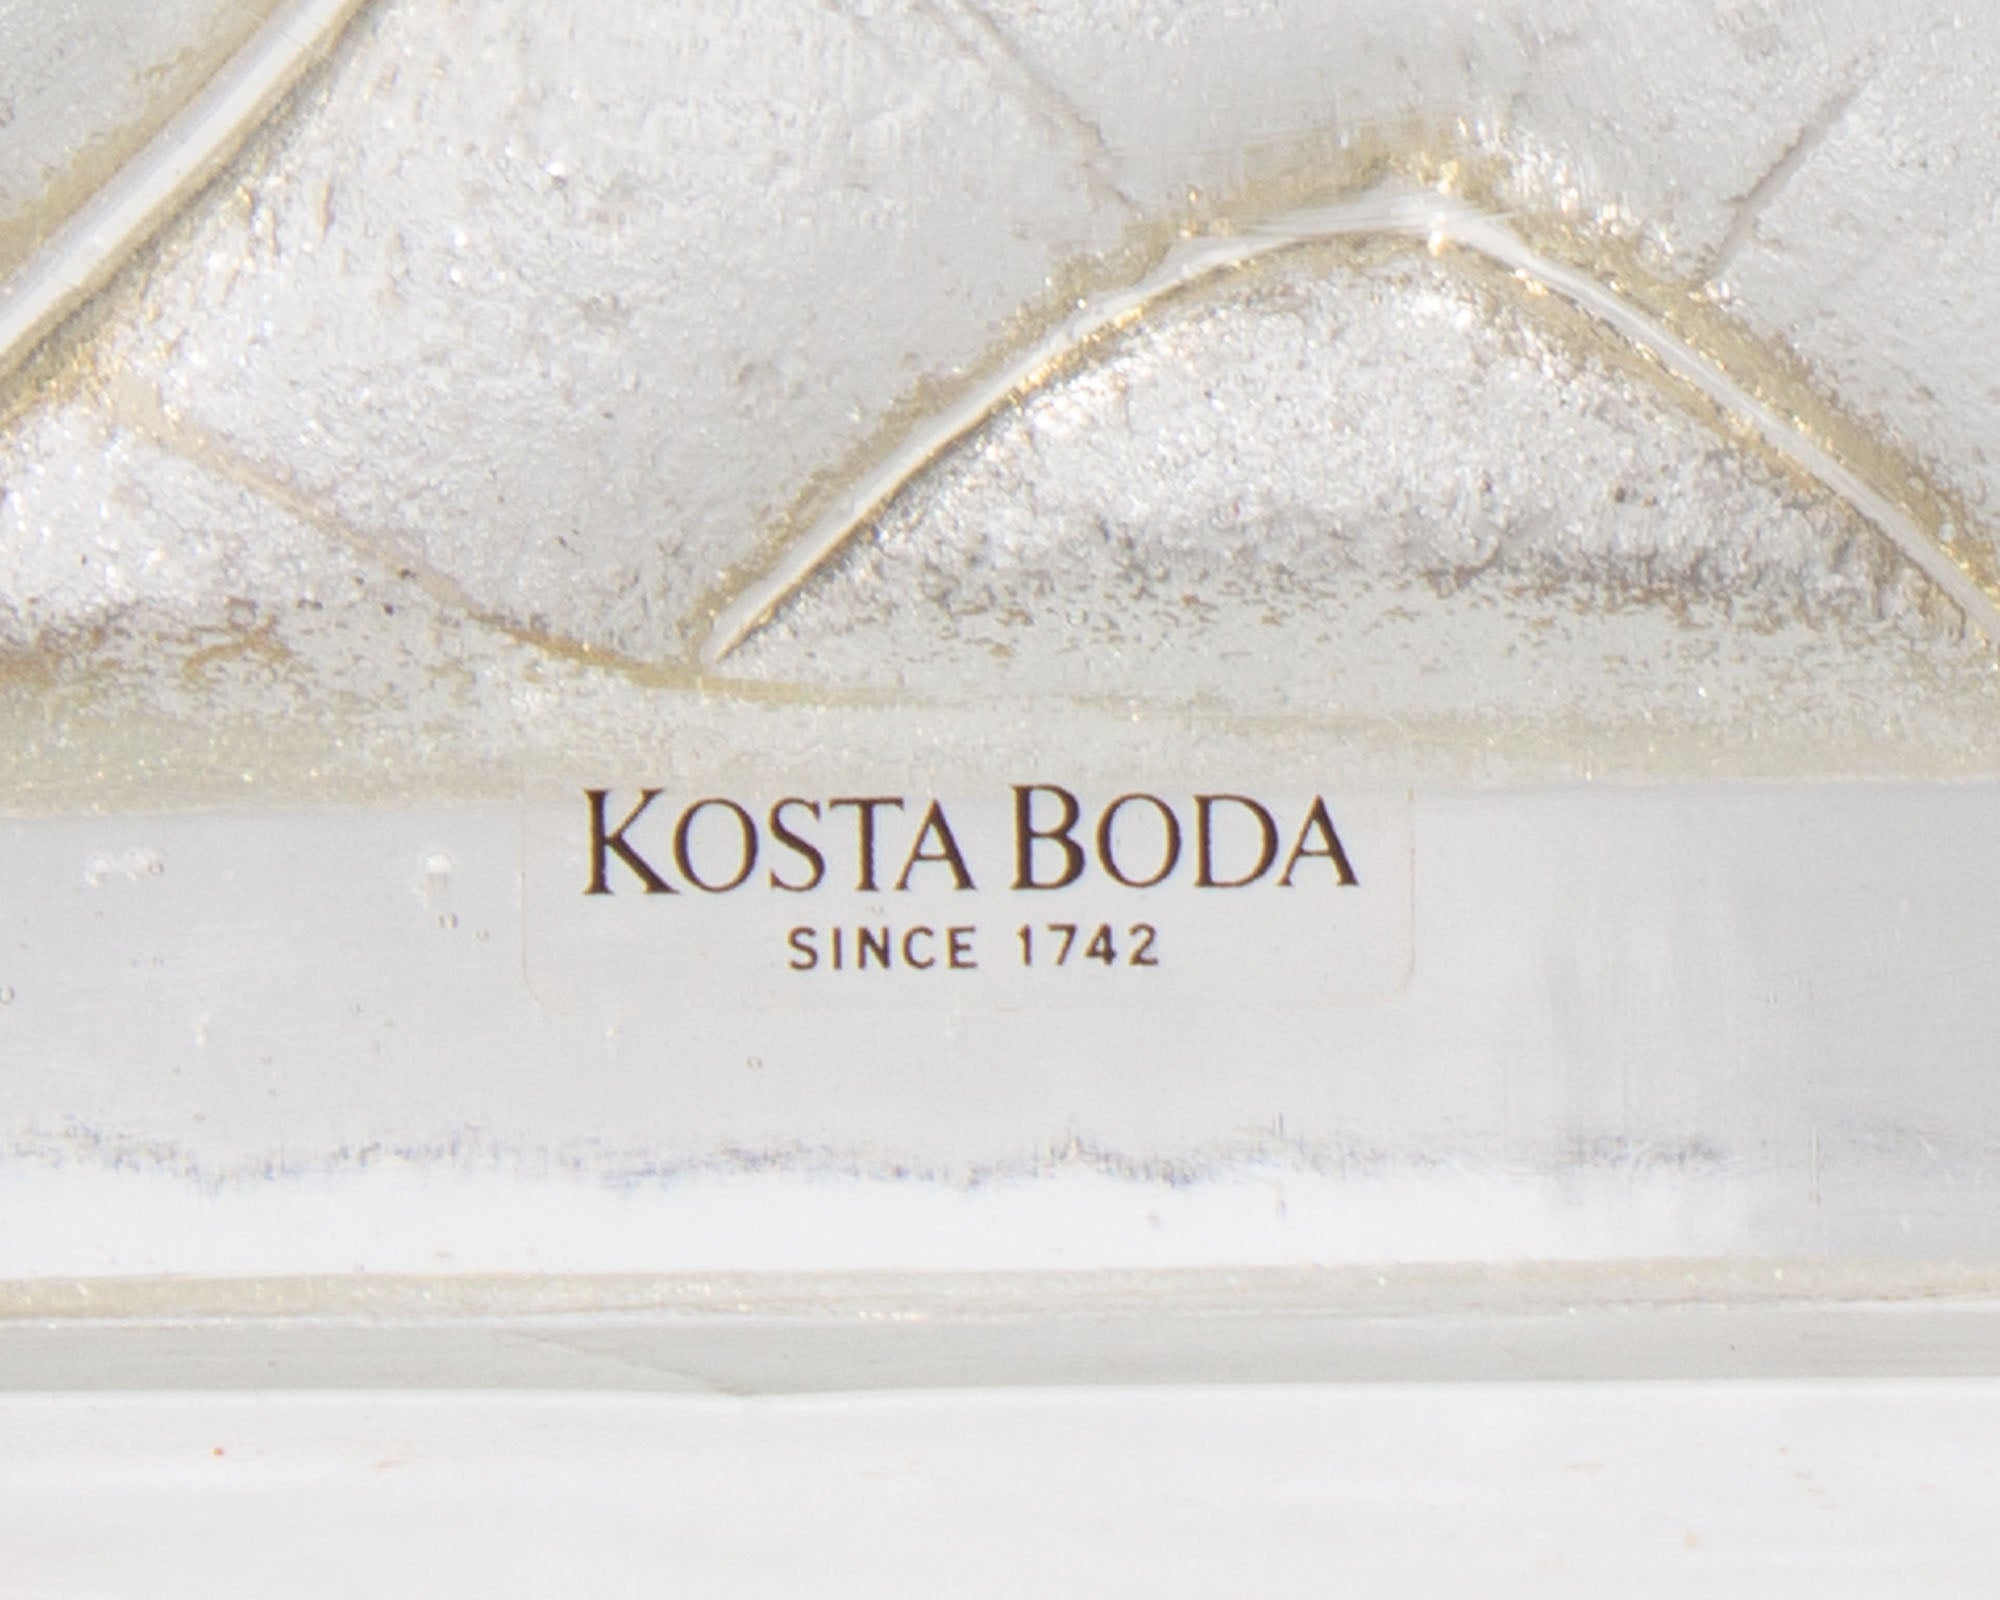 KOSTA BODA
SINCE 1742